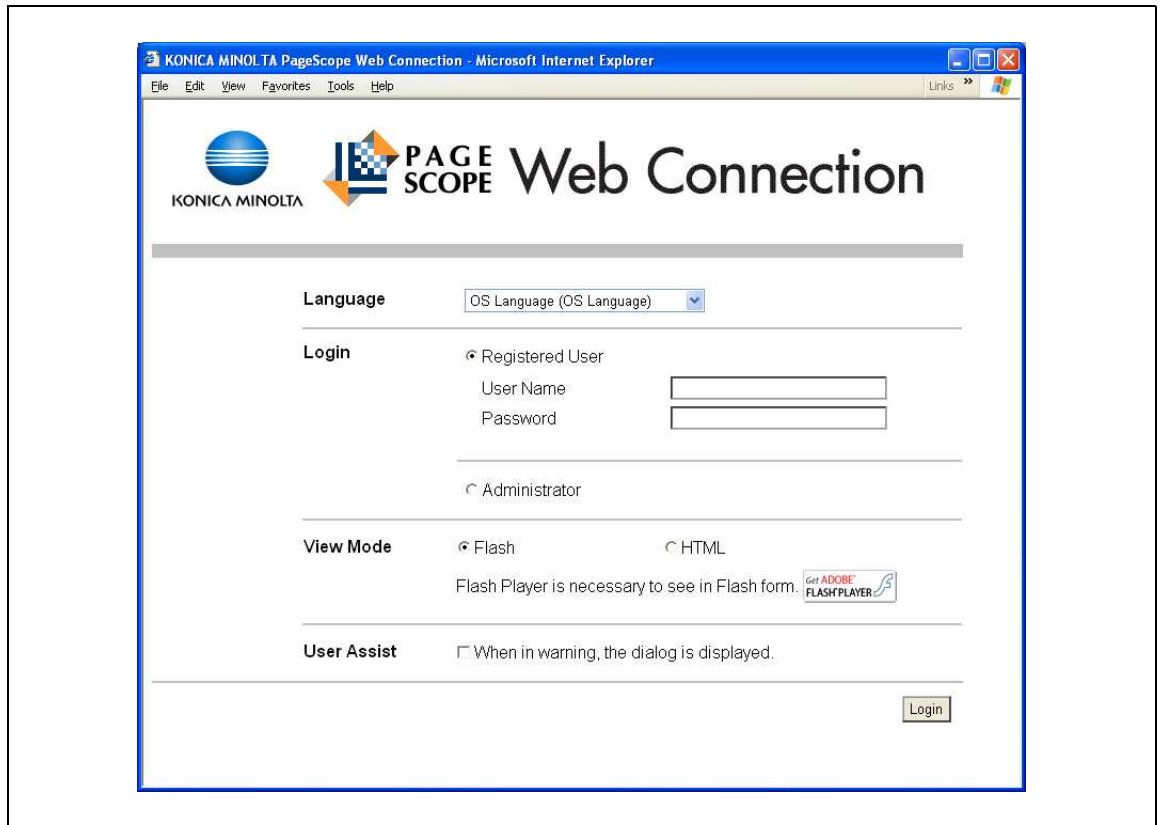 KONICA MINOLTA PageScope Web Connection - Microsoft Internet Explorer
File Edit View Favorites Tools Help Links »
KONICA MINOLTA
PAGE SCOPE Web Connection
Language OS Language (OS Language)
Login Registered User
User Name
Password
Administrator
View Mode Flash HTML
Flash Player is necessary to see in Flash form. Get ADOBE FLASH PLAYER
User Assist When in warning, the dialog is displayed.
Login